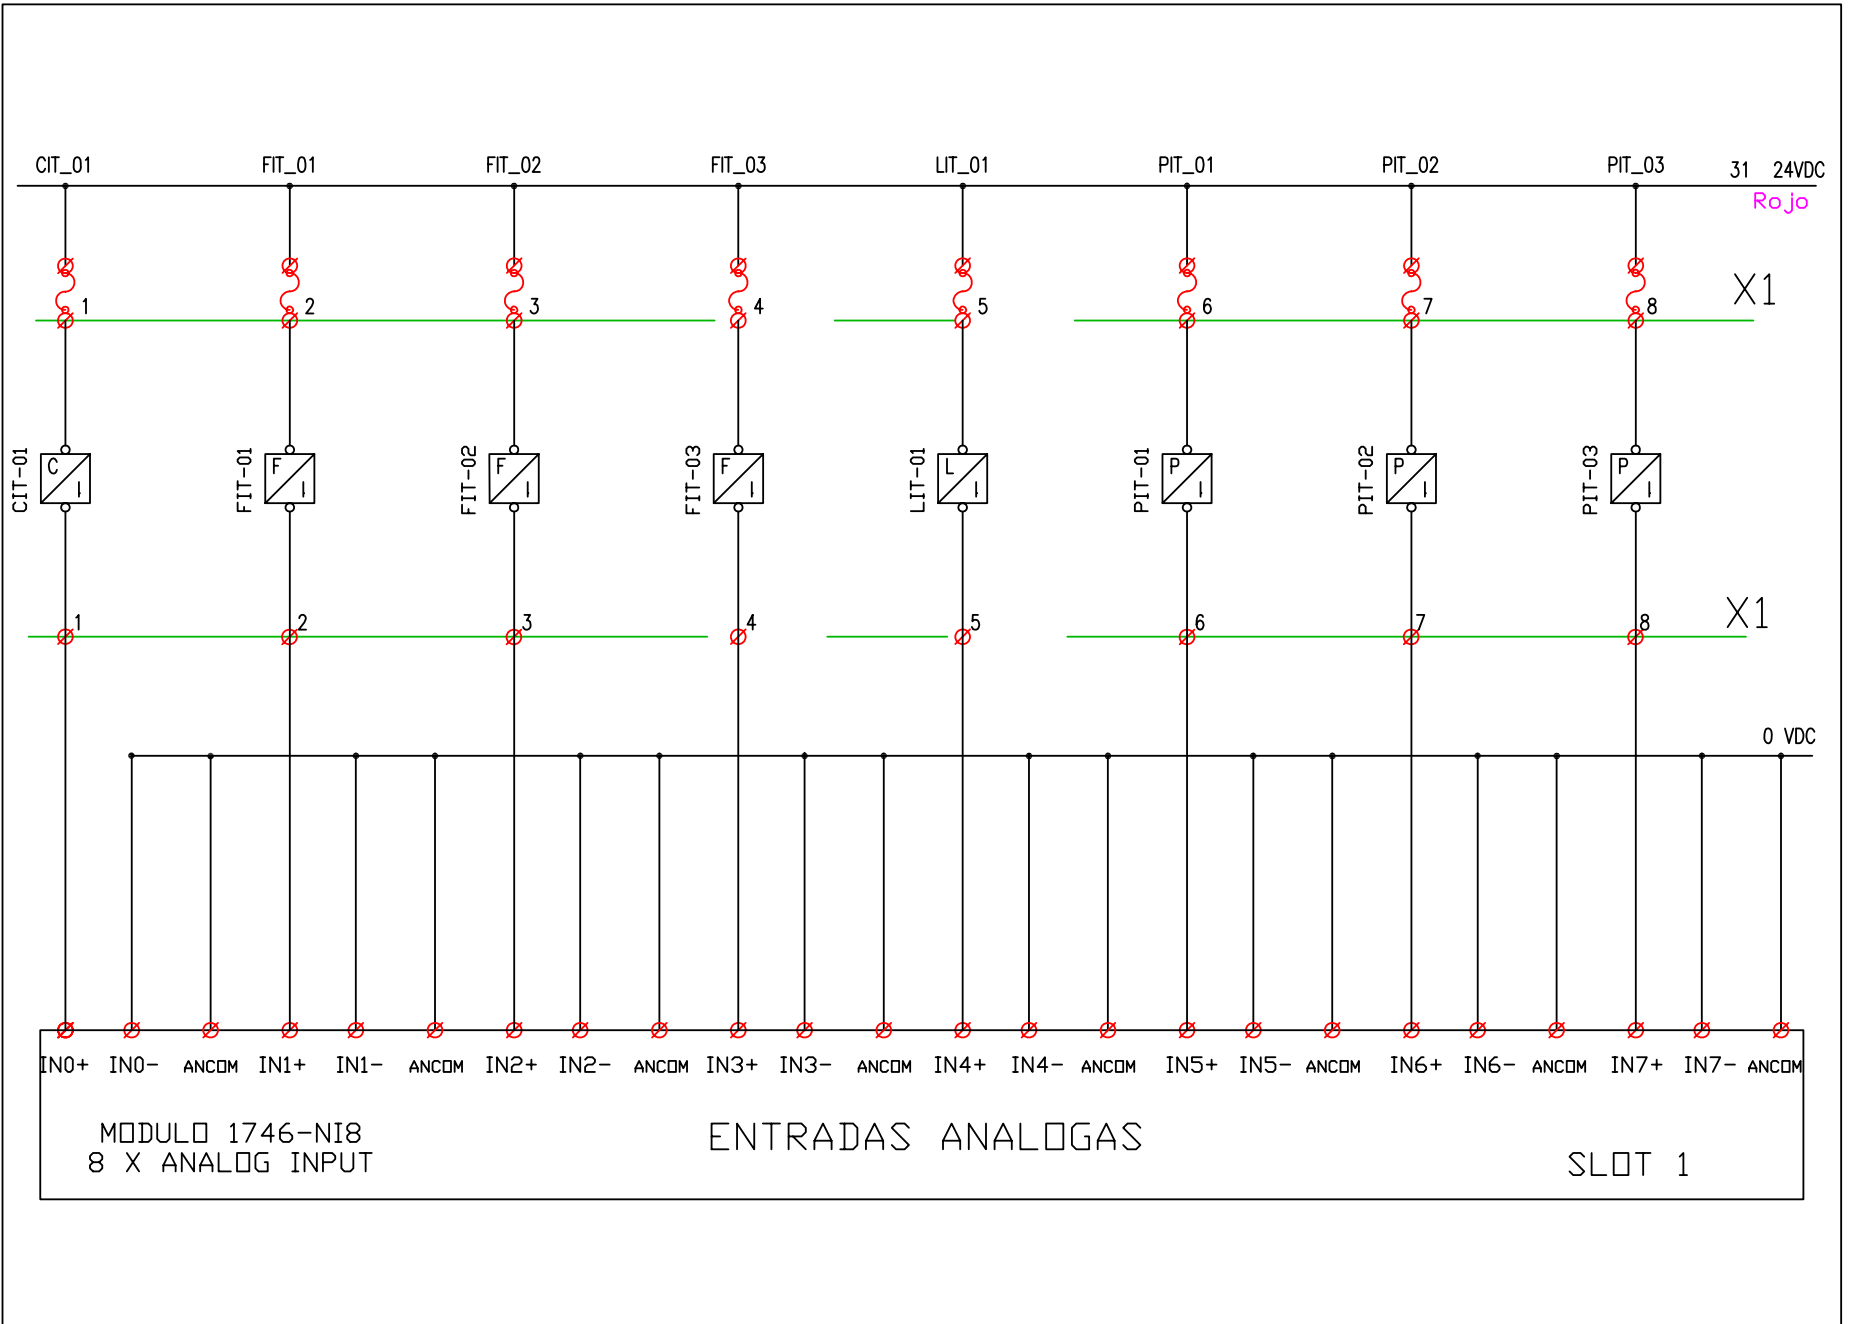 CIT_01 FIT_01 FIT_02 FIT_03 LIT_01 PIT_01 PIT_02 PIT_03 31 24VDC
Rojo
1 2 3 4 5 6 7 8 X1
CIT-01 FIT-01 FIT-02 FIT-03 LIT-01 PIT-01 PIT-02 PIT-03
C F F F L P P P
I I I I I I I I
1 2 3 4 5 6 7 8 X1
0 VDC
IN0+ IN0- ANCOM IN1+ IN1- ANCOM IN2+ IN2- ANCOM IN3+ IN3- ANCOM IN4+ IN4- ANCOM IN5+ IN5- ANCOM IN6+ IN6- ANCOM IN7+ IN7- ANCOM
MODULO 1746-NI8
8 X ANALOG INPUT
ENTRADAS ANALOGAS
SLOT 1